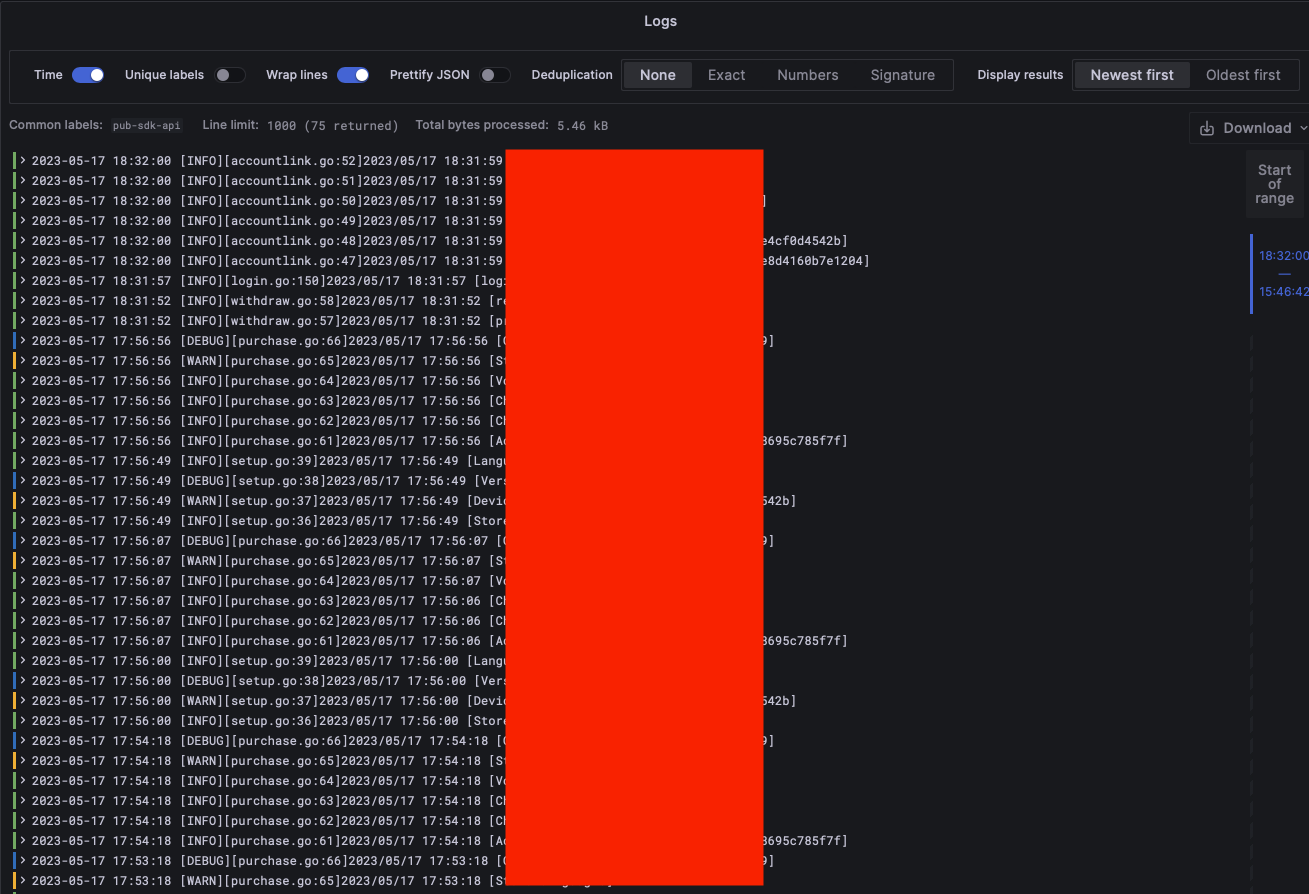 Logs
Time Unique labels Wrap lines Prettify JSON Deduplication None Exact Numbers Signature Display results Newest first Oldest first
Common labels: pub-sdk-api Line limit: 1000 (75 returned) Total bytes processed: 5.46 kB
Download
2023-05-17 18:32:00 [INFO][accountlink.go:52]2023/05/17 18:31:59
2023-05-17 18:32:00 [INFO][accountlink.go:51]2023/05/17 18:31:59
2023-05-17 18:32:00 [INFO][accountlink.go:50]2023/05/17 18:31:59 ]
2023-05-17 18:32:00 [INFO][accountlink.go:49]2023/05/17 18:31:59
2023-05-17 18:32:00 [INFO][accountlink.go:48]2023/05/17 18:31:59 e4cf0d4542b]
2023-05-17 18:32:00 [INFO][accountlink.go:47]2023/05/17 18:31:59 e8d4160b7e1204]
2023-05-17 18:31:57 [INFO][login.go:150]2023/05/17 18:31:57 [log
2023-05-17 18:31:52 [INFO][withdraw.go:58]2023/05/17 18:31:52 [re
2023-05-17 18:31:52 [INFO][withdraw.go:57]2023/05/17 18:31:52 [p
2023-05-17 17:56:56 [DEBUG][purchase.go:66]2023/05/17 17:56:56 [ 9]
2023-05-17 17:56:56 [WARN][purchase.go:65]2023/05/17 17:56:56 [S
2023-05-17 17:56:56 [INFO][purchase.go:64]2023/05/17 17:56:56 [V
2023-05-17 17:56:56 [INFO][purchase.go:63]2023/05/17 17:56:56 [C
2023-05-17 17:56:56 [INFO][purchase.go:62]2023/05/17 17:56:56 [C
2023-05-17 17:56:56 [INFO][purchase.go:61]2023/05/17 17:56:56 [A 3695c785f7f]
2023-05-17 17:56:49 [INFO][setup.go:39]2023/05/17 17:56:49 [Lang
2023-05-17 17:56:49 [DEBUG][setup.go:38]2023/05/17 17:56:49 [Ver
2023-05-17 17:56:49 [WARN][setup.go:37]2023/05/17 17:56:49 [Devi 542b]
2023-05-17 17:56:49 [INFO][setup.go:36]2023/05/17 17:56:49 [Stor
2023-05-17 17:56:07 [DEBUG][purchase.go:66]2023/05/17 17:56:07 [ 9]
2023-05-17 17:56:07 [WARN][purchase.go:65]2023/05/17 17:56:07 [S
2023-05-17 17:56:07 [INFO][purchase.go:64]2023/05/17 17:56:07 [V
2023-05-17 17:56:07 [INFO][purchase.go:63]2023/05/17 17:56:06 [C
2023-05-17 17:56:07 [INFO][purchase.go:62]2023/05/17 17:56:06 [C
2023-05-17 17:56:07 [INFO][purchase.go:61]2023/05/17 17:56:06 [A 3695c785f7f]
2023-05-17 17:56:00 [INFO][setup.go:39]2023/05/17 17:56:00 [Lang
2023-05-17 17:56:00 [DEBUG][setup.go:38]2023/05/17 17:56:00 [Ver
2023-05-17 17:56:00 [WARN][setup.go:37]2023/05/17 17:56:00 [Devi 542b]
2023-05-17 17:56:00 [INFO][setup.go:36]2023/05/17 17:56:00 [Stor
2023-05-17 17:54:18 [DEBUG][purchase.go:66]2023/05/17 17:54:18 [ 9]
2023-05-17 17:54:18 [WARN][purchase.go:65]2023/05/17 17:54:18 [S
2023-05-17 17:54:18 [INFO][purchase.go:64]2023/05/17 17:54:18 [V
2023-05-17 17:54:18 [INFO][purchase.go:63]2023/05/17 17:54:18 [C
2023-05-17 17:54:18 [INFO][purchase.go:62]2023/05/17 17:54:18 [C
2023-05-17 17:54:18 [INFO][purchase.go:61]2023/05/17 17:54:18 [A 3695c785f7f]
2023-05-17 17:53:18 [DEBUG][purchase.go:66]2023/05/17 17:53:18 [ 9]
2023-05-17 17:53:18 [WARN][purchase.go:65]2023/05/17 17:53:18 [S
Start
of
range
18:32:00
—
15:46:42